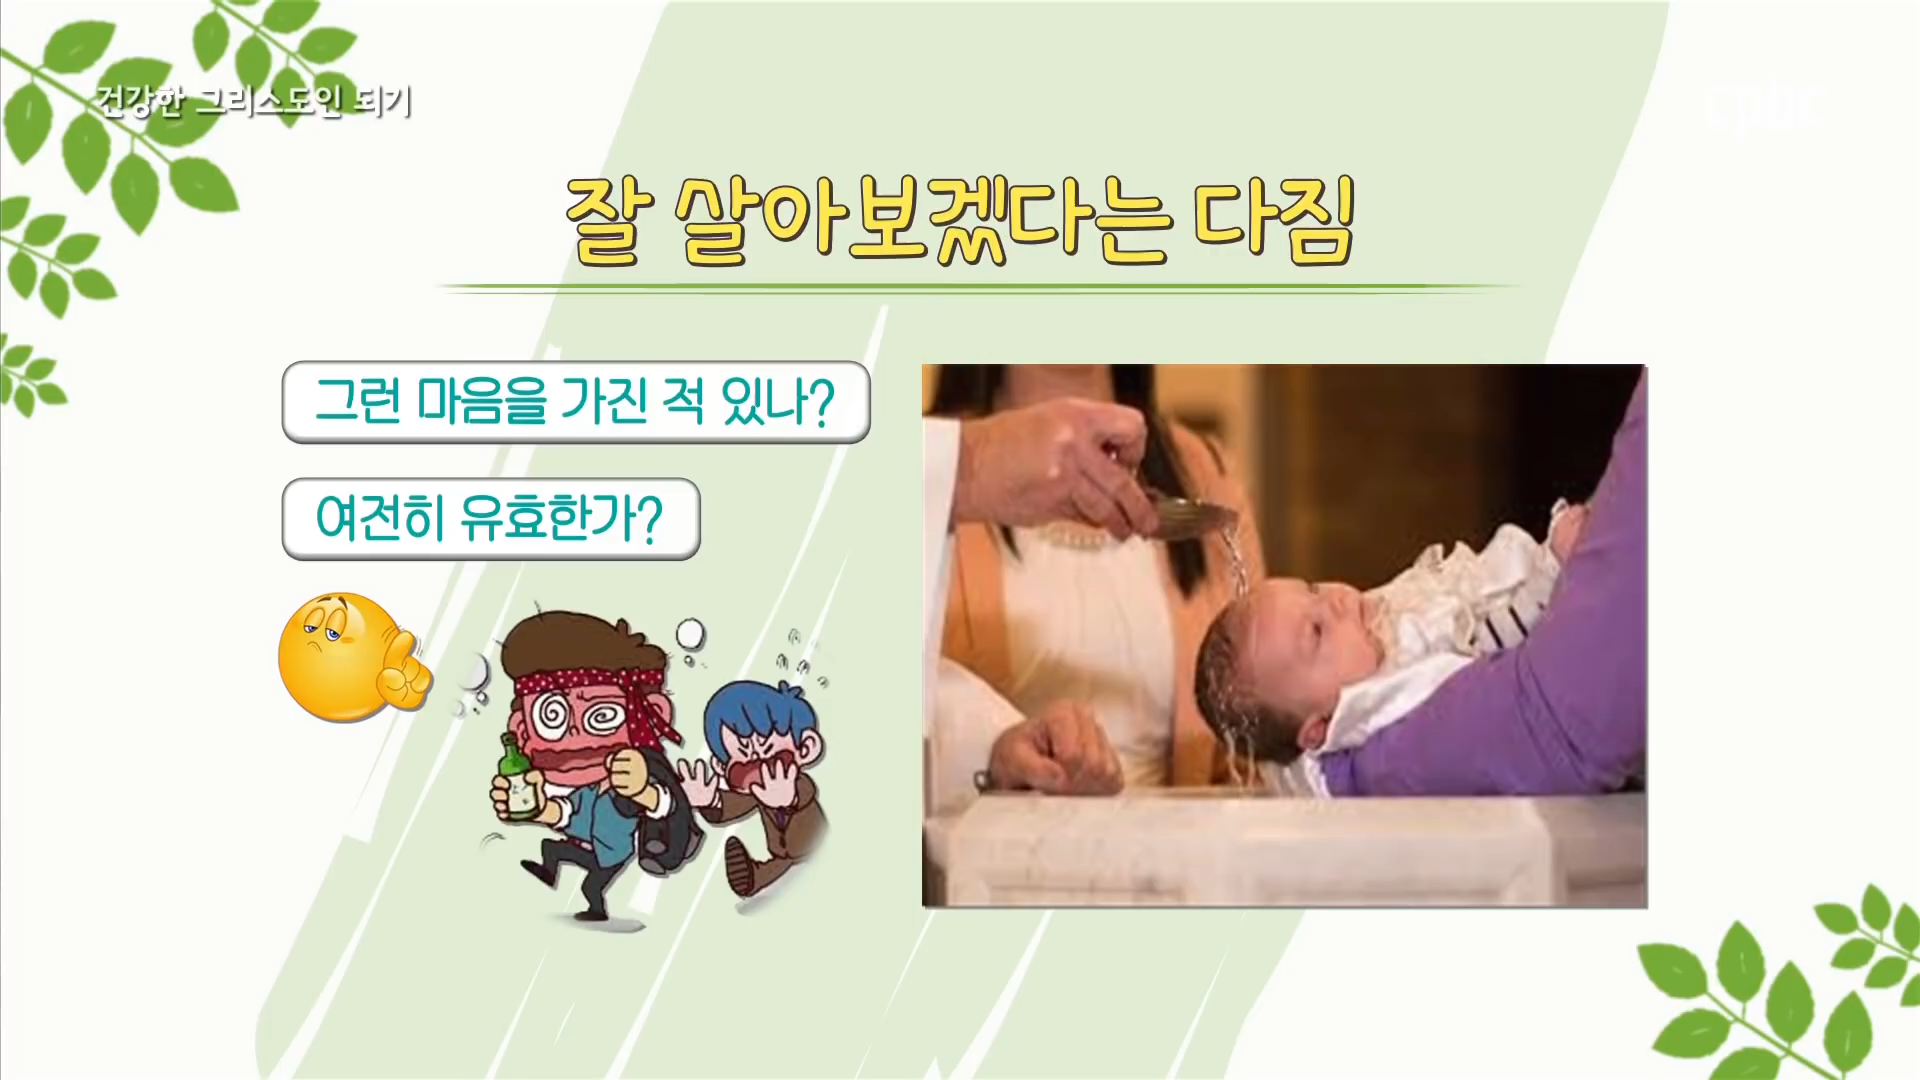 건강한 그리스도인 되기
cpbc
잘 살아보겠다는 다짐
그런 마음을 가진 적 있나?
여전히 유효한가?